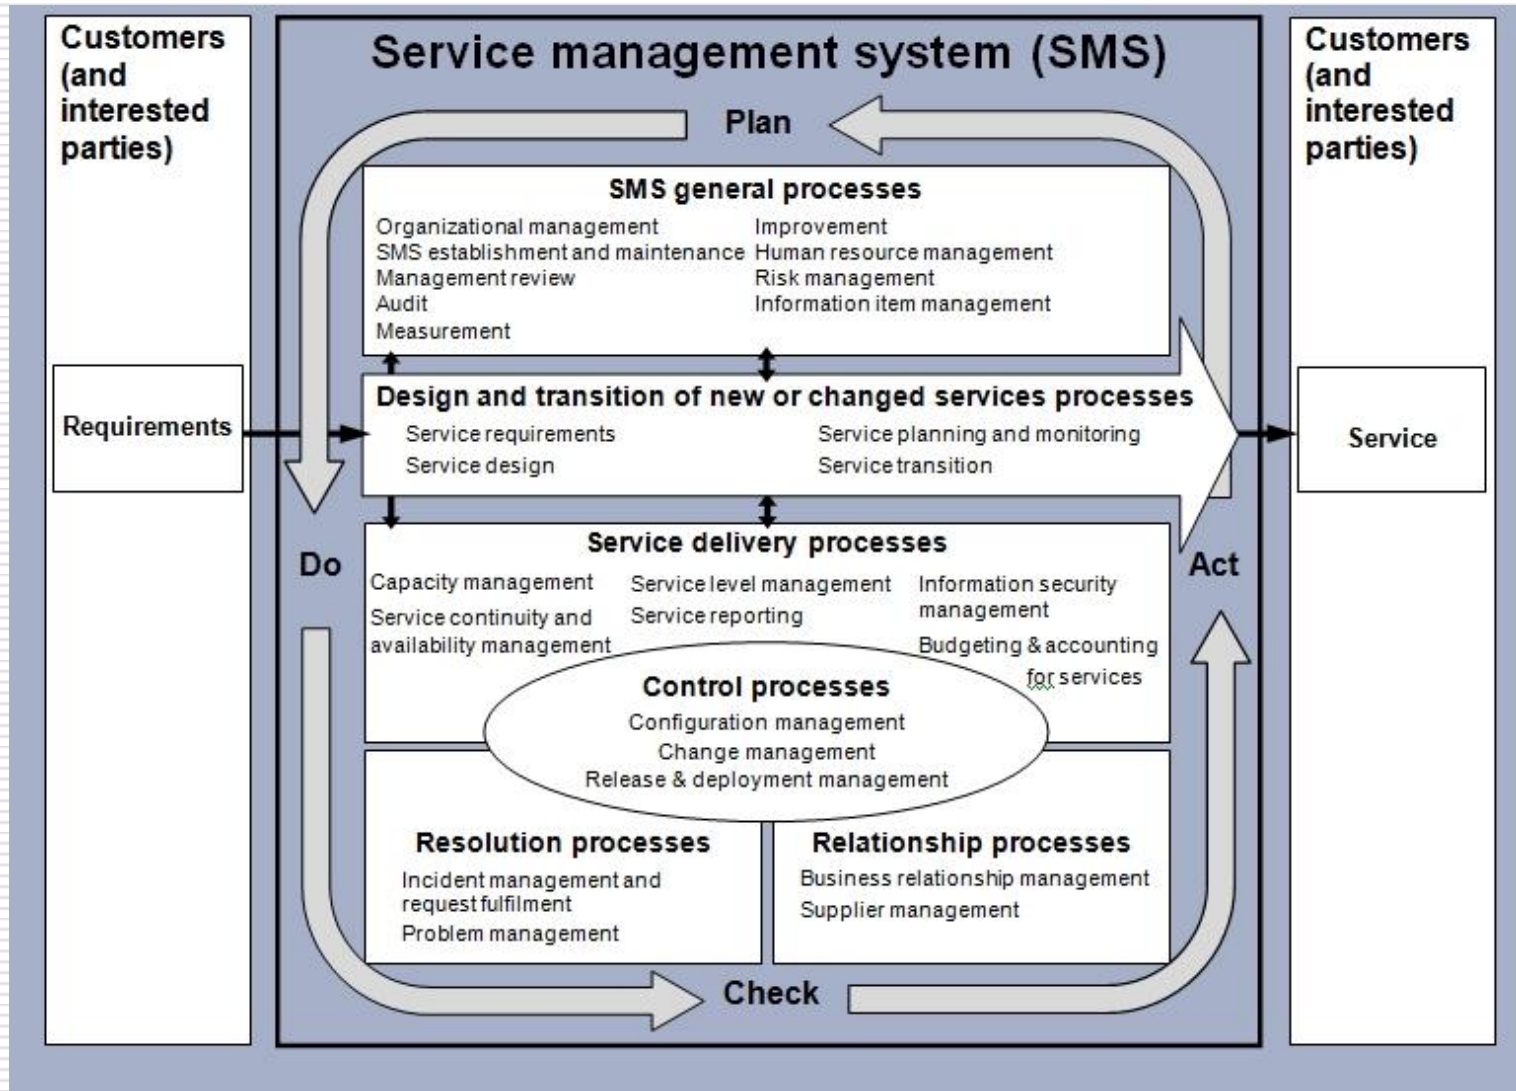 Customers
(and
interested
parties)
Requirements
Service management system (SMS)
Plan
SMS general processes
Organizational management
SMS establishment and maintenance
Management review
Audit
Measurement
Improvement
Human resource management
Risk management
Information item management
Design and transition of new or changed services processes
Service requirements
Service design
Service planning and monitoring
Service transition
Do
Act
Service delivery processes
Capacity management
Service continuity and
availability management
Service level management
Service reporting
Information security
management
Budgeting & accounting
for services
Control processes
Configuration management
Change management
Release & deployment management
Resolution processes
Incident management and
request fulfilment
Problem management
Relationship processes
Business relationship management
Supplier management
Check
Customers
(and
interested
parties)
Service